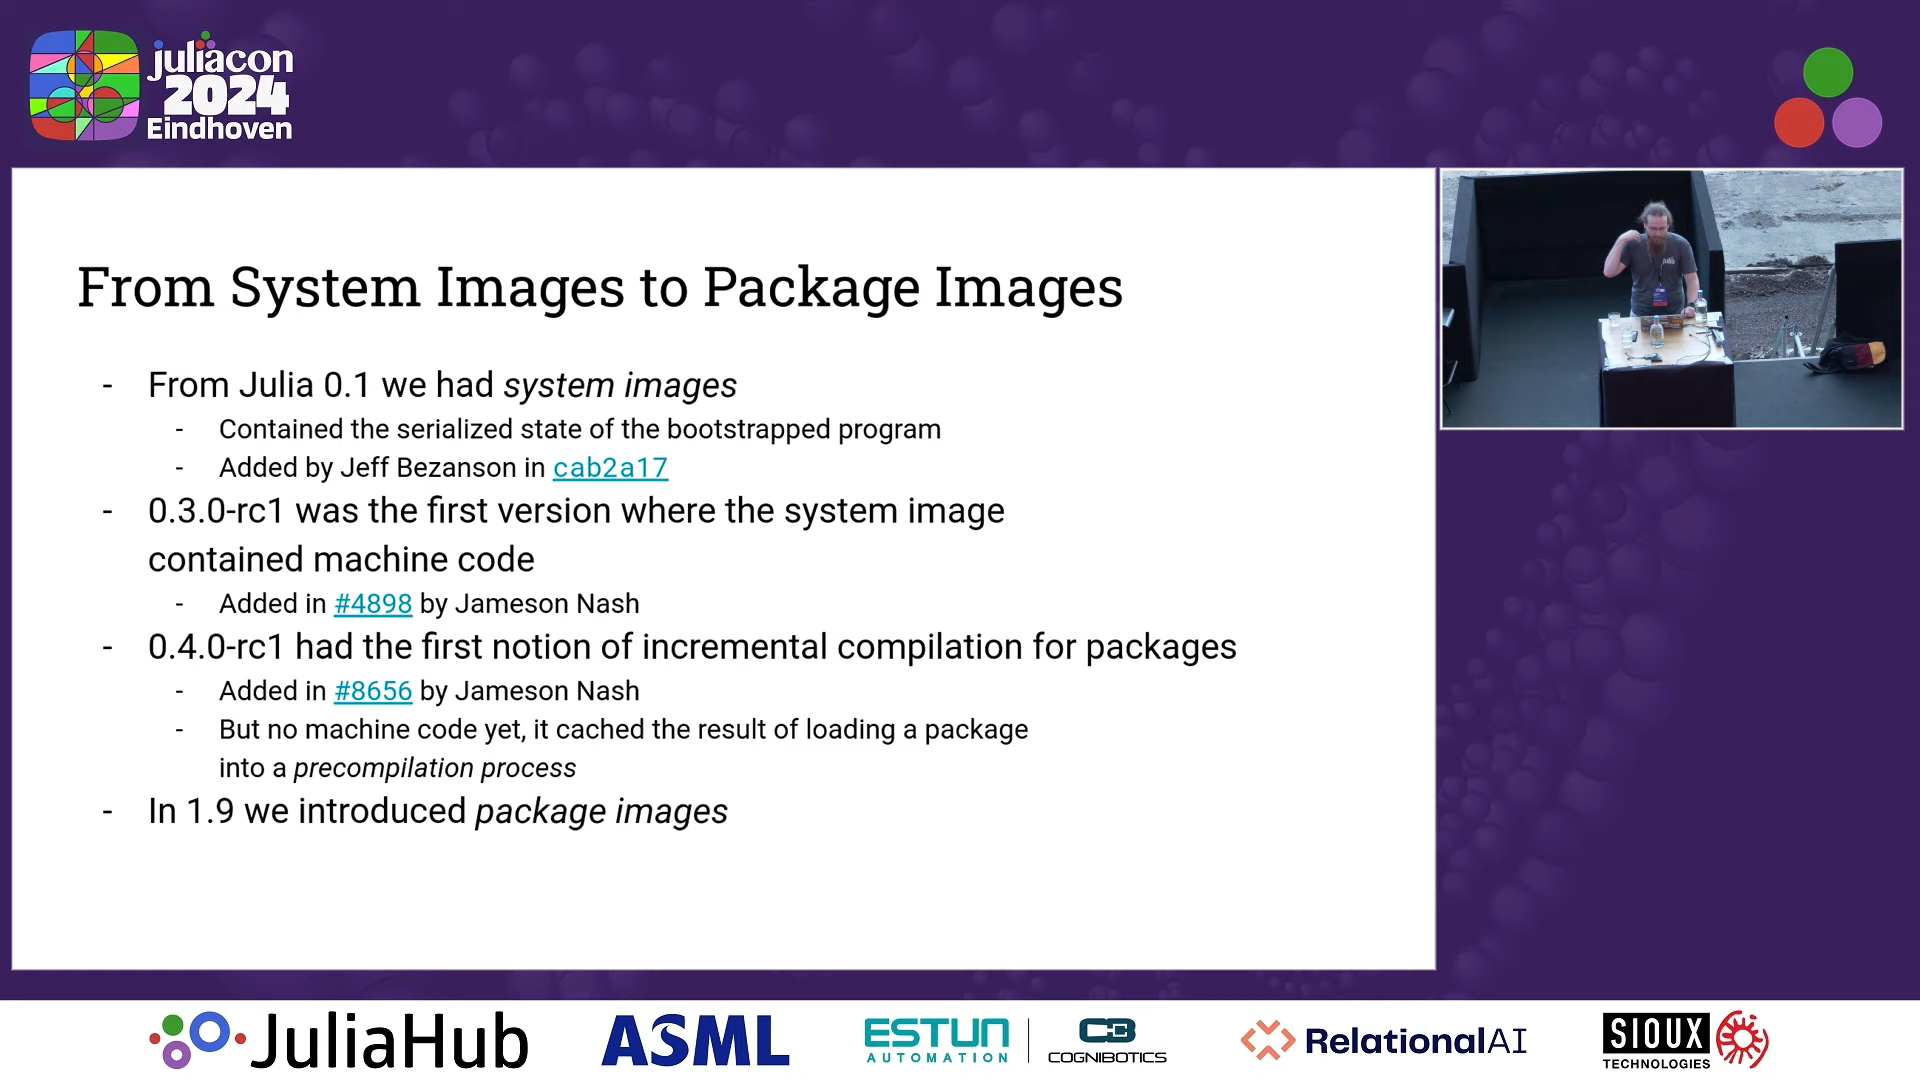 juliacon
2024
Eindhoven
From System Images to Package Images
- From Julia 0.1 we had system images
- Contained the serialized state of the bootstrapped program
- Added by Jeff Bezanson in cab2a17
- 0.3.0-rc1 was the first version where the system image
contained machine code
- Added in #4898 by Jameson Nash
- 0.4.0-rc1 had the first notion of incremental compilation for packages
- Added in #8656 by Jameson Nash
- But no machine code yet, it cached the result of loading a package
into a precompilation process
- In 1.9 we introduced package images
JuliaHub
ASML
ESTUN
AUTOMATION
COGNIBOTICS
RelationalAI
SIOUX
TECHNOLOGIES